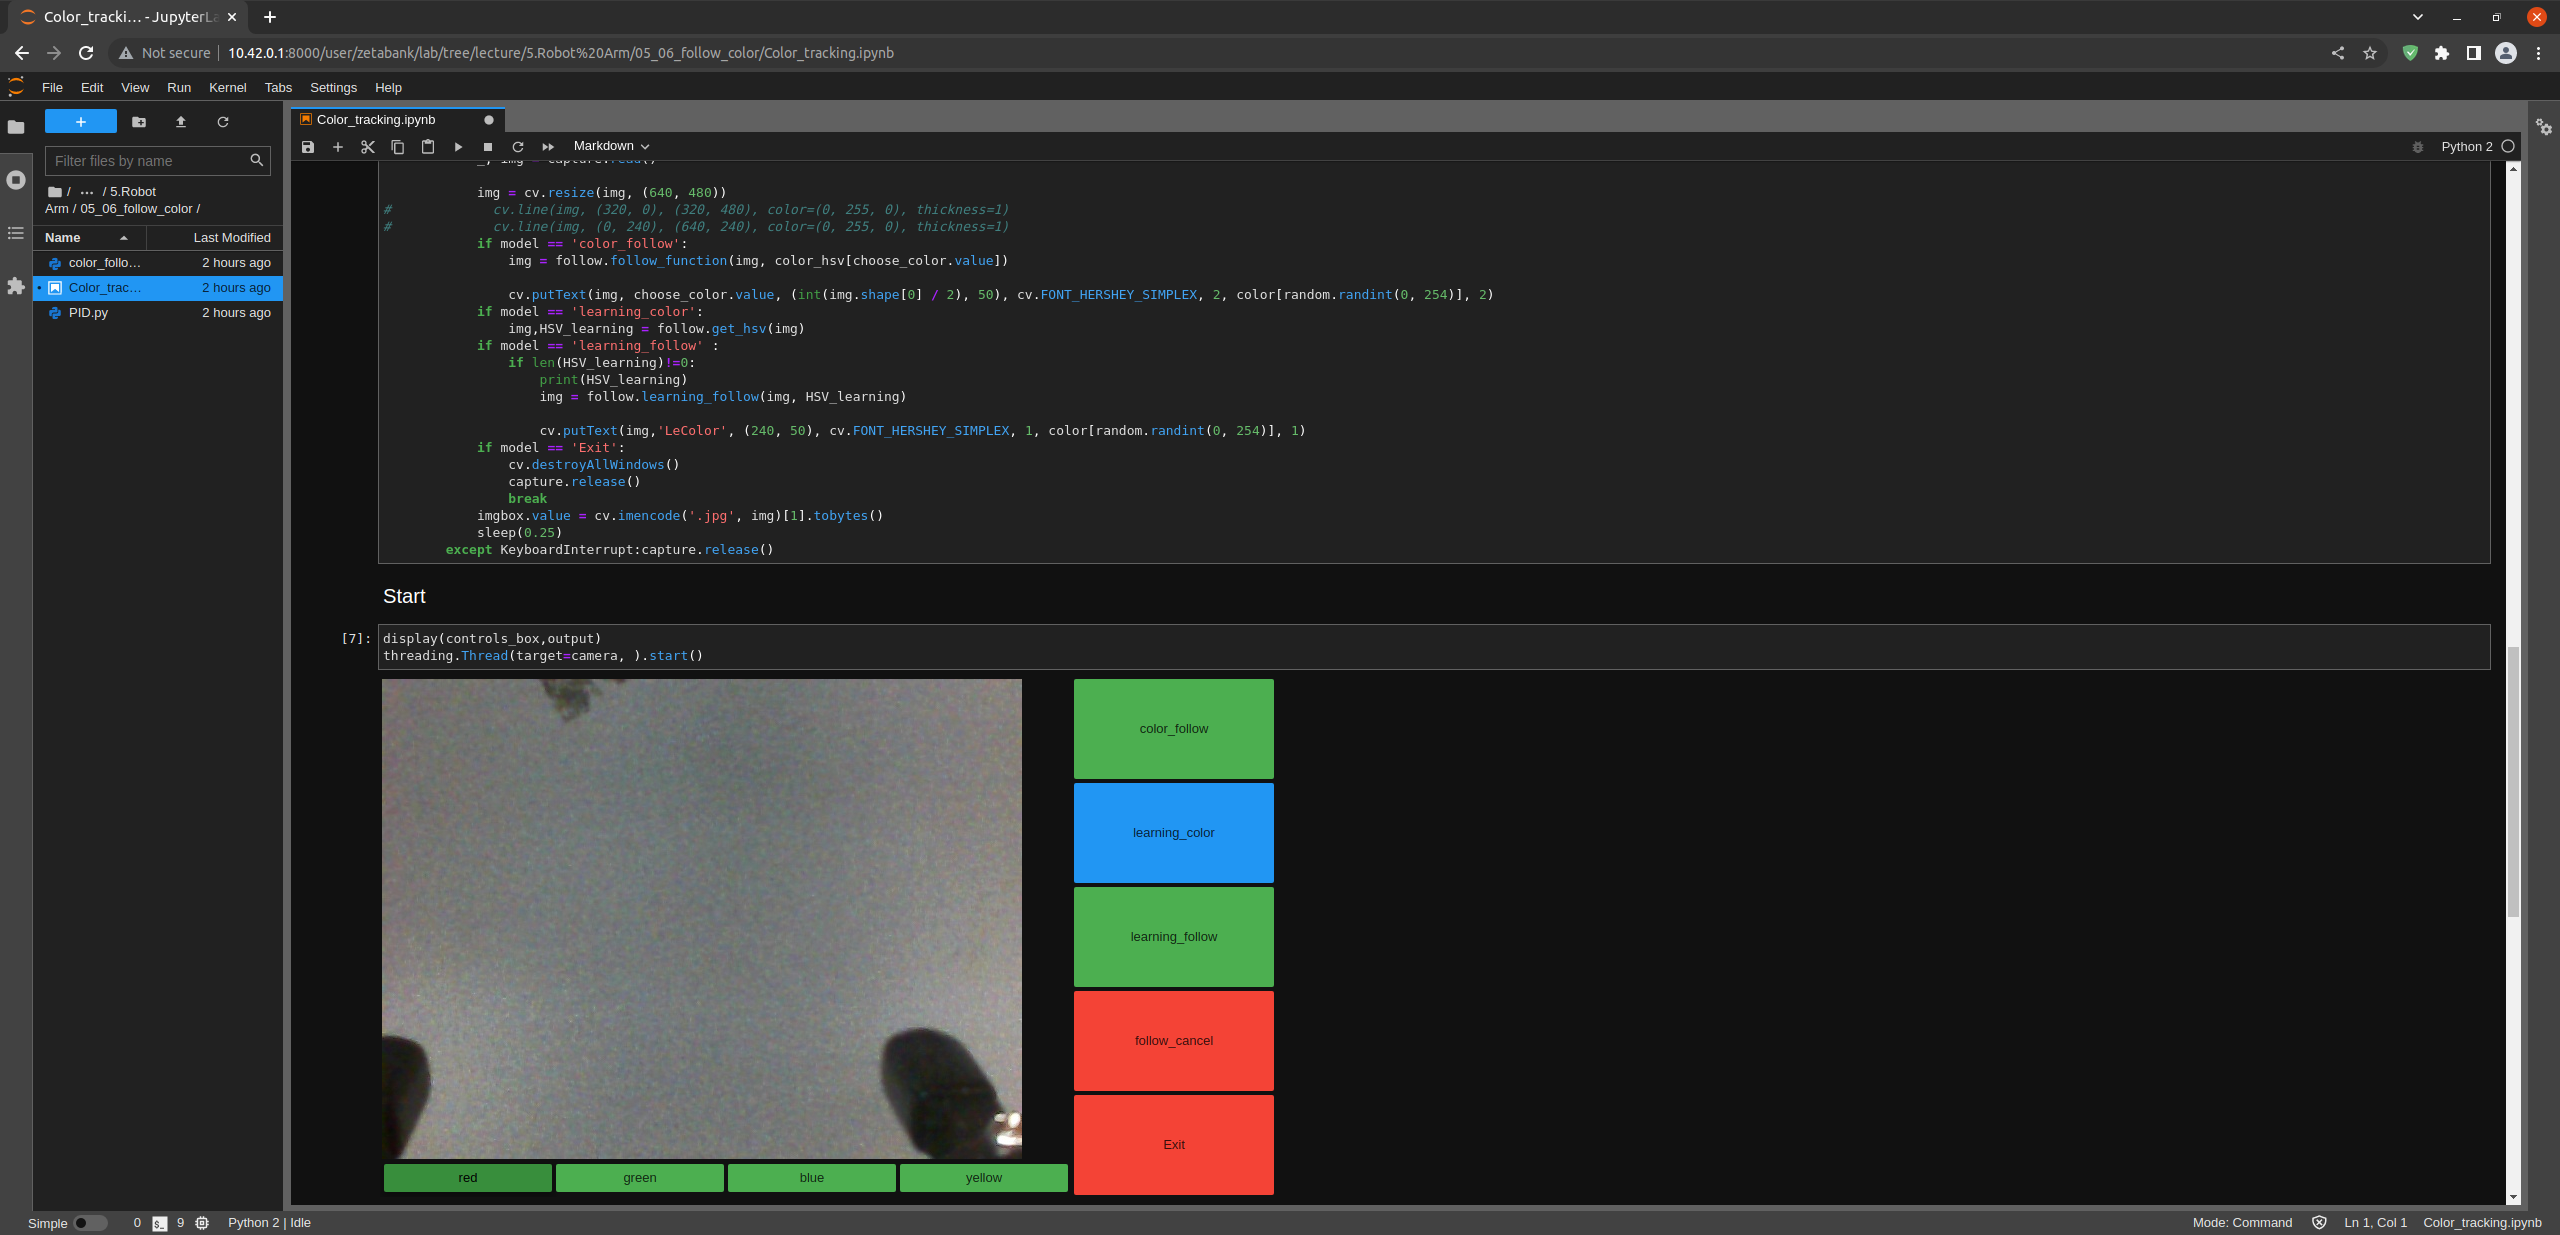 Color_tracki… - JupyterLa
Not secure
10.42.0.1:8000/user/zetabank/lab/tree/lecture/5.Robot%20Arm/05_06_follow_color/Color_tracking.ipynb
File Edit View Run Kernel Tabs Settings Help
Filter files by name
/ ... / 5.Robot
Arm / 05_06_follow_color /
Name Last Modified
color_follo… 2 hours ago
Color_trac… 2 hours ago
PID.py 2 hours ago
Color_tracking.ipynb
Markdown
Python 2
_, img = capture.read()
img = cv.resize(img, (640, 480))
# cv.line(img, (320, 0), (320, 480), color=(0, 255, 0), thickness=1)
# cv.line(img, (0, 240), (640, 240), color=(0, 255, 0), thickness=1)
if model == 'color_follow':
img = follow.follow_function(img, color_hsv[choose_color.value])
cv.putText(img, choose_color.value, (int(img.shape[0] / 2), 50), cv.FONT_HERSHEY_SIMPLEX, 2, color[random.randint(0, 254)], 2)
if model == 'learning_color':
img,HSV_learning = follow.get_hsv(img)
if model == 'learning_follow' :
if len(HSV_learning)!=0:
print(HSV_learning)
img = follow.learning_follow(img, HSV_learning)
cv.putText(img,'LeColor', (240, 50), cv.FONT_HERSHEY_SIMPLEX, 1, color[random.randint(0, 254)], 1)
if model == 'Exit':
cv.destroyAllWindows()
capture.release()
break
imgbox.value = cv.imencode('.jpg', img)[1].tobytes()
sleep(0.25)
except KeyboardInterrupt:capture.release()
Start
[7]: display(controls_box,output)
threading.Thread(target=camera, ).start()
color_follow
learning_color
learning_follow
follow_cancel
Exit
red green blue yellow
Simple 0 9 Python 2 | Idle
Mode: Command Ln 1, Col 1 Color_tracking.ipynb